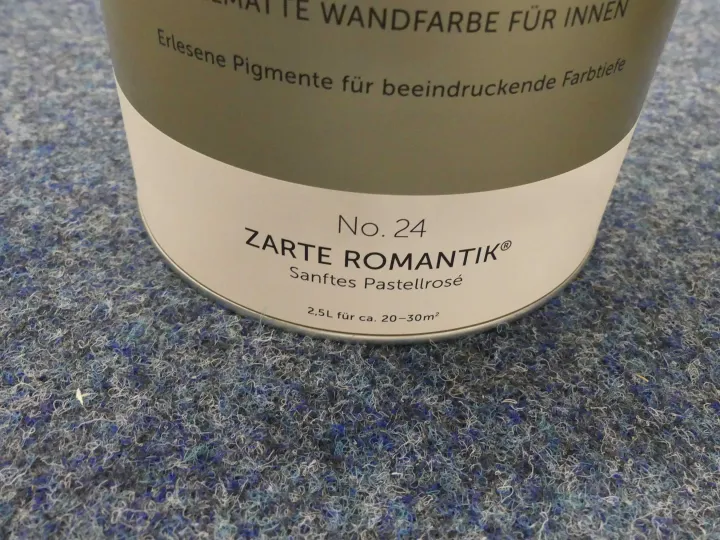 WANDFARBE FÜR INNEN
Erlesene Pigmente für beeindruckende Farbtiefe
No. 24
ZARTE ROMANTIK®
Sanftes Pastellrosé
2,5L für ca. 20–30m²